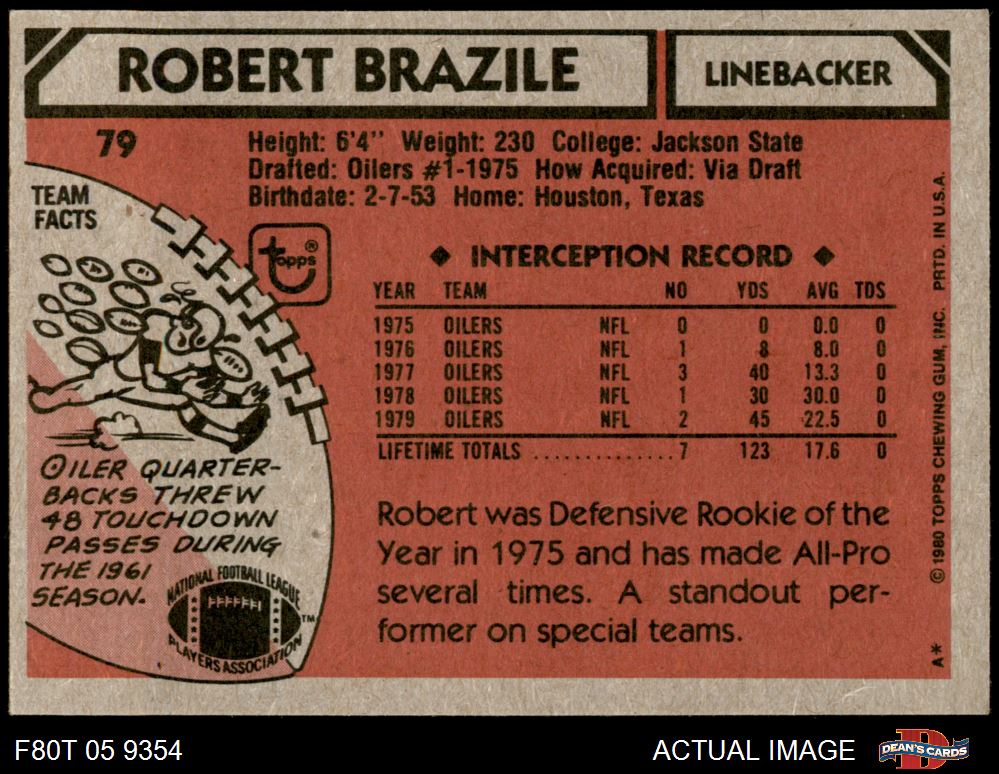 ROBERT BRAZILE
LINEBACKER
79
Height: 6'4" Weight: 230 College: Jackson State
Drafted: Oilers #1-1975 How Acquired: Via Draft
Birthdate: 2-7-53 Home: Houston, Texas
TEAM
FACTS
topps®
◆ INTERCEPTION RECORD ◆
YEAR TEAM NO YDS AVG TDS
1975 OILERS NFL 0 0 0.0 0
1976 OILERS NFL 1 8 8.0 0
1977 OILERS NFL 3 40 13.3 0
1978 OILERS NFL 1 30 30.0 0
1979 OILERS NFL 2 45 22.5 0
LIFETIME TOTALS .............. 7 123 17.6 0
OILER QUARTER-
BACKS THREW
48 TOUCHDOWN
PASSES DURING
THE 1961
SEASON.
NATIONAL FOOTBALL LEAGUE
PLAYERS ASSOCIATION
TM
Robert was Defensive Rookie of the
Year in 1975 and has made All-Pro
several times. A standout per-
former on special teams.
© 1980 TOPPS CHEWING GUM, INC. PRTD. IN U.S.A.
A*
F80T 05 9354
ACTUAL IMAGE
DEAN'S CARDS